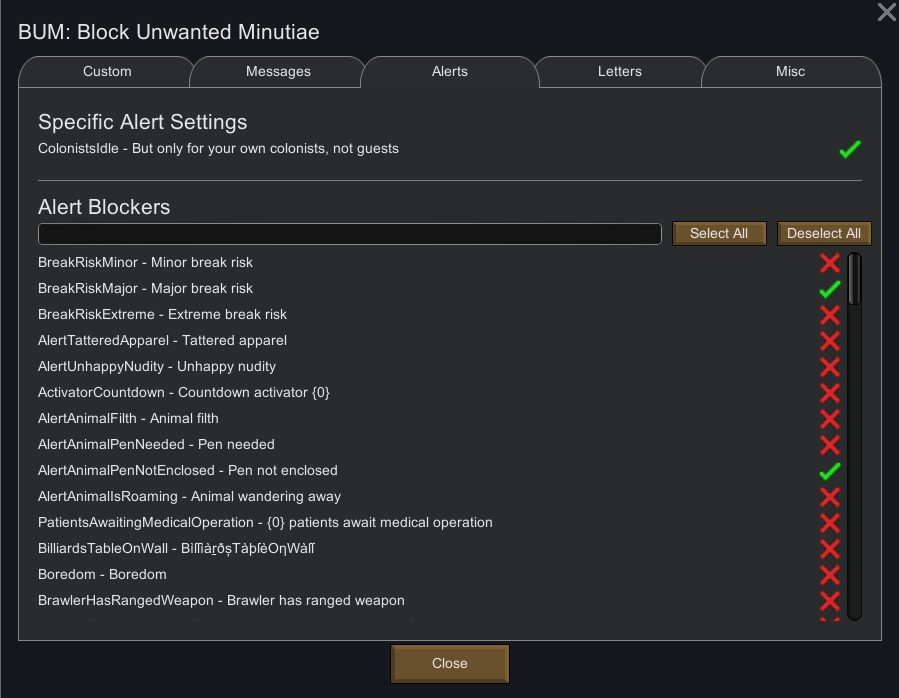 BUM: Block Unwanted Minutiae
Custom
Messages
Alerts
Letters
Misc
Specific Alert Settings
ColonistsIdle - But only for your own colonists, not guests
Alert Blockers
Select All
Deselect All
BreakRiskMinor - Minor break risk
BreakRiskMajor - Major break risk
BreakRiskExtreme - Extreme break risk
AlertTatteredApparel - Tattered apparel
AlertUnhappyNudity - Unhappy nudity
ActivatorCountdown - Countdown activator {0}
AlertAnimalFilth - Animal filth
AlertAnimalPenNeeded - Pen needed
AlertAnimalPenNotEnclosed - Pen not enclosed
AlertAnimalIsRoaming - Animal wandering away
PatientsAwaitingMedicalOperation - {0} patients await medical operation
BilliardsTableOnWall -
Boredom - Boredom
BrawlerHasRangedWeapon - Brawler has ranged weapon
Close